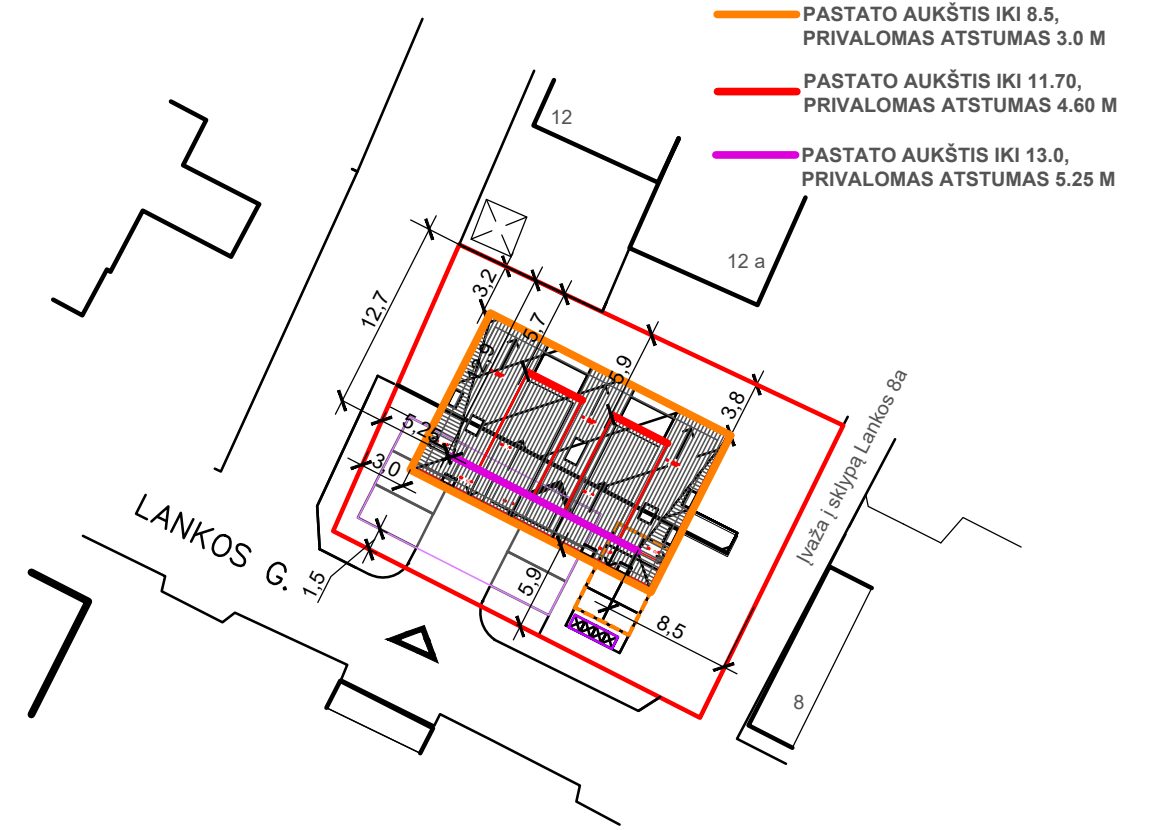 PASTATO AUKŠTIS IKI 8.5,
PRIVALOMAS ATSTUMAS 3.0 M
PASTATO AUKŠTIS IKI 11.70,
PRIVALOMAS ATSTUMAS 4.60 M
PASTATO AUKŠTIS IKI 13.0,
PRIVALOMAS ATSTUMAS 5.25 M
12
12 a
3,2
12,7
5,7
5,9
3,8
3,0
LANKOS G.
1,5
5,9
8,5
Įvaža į sklypą Lankos 8a
8